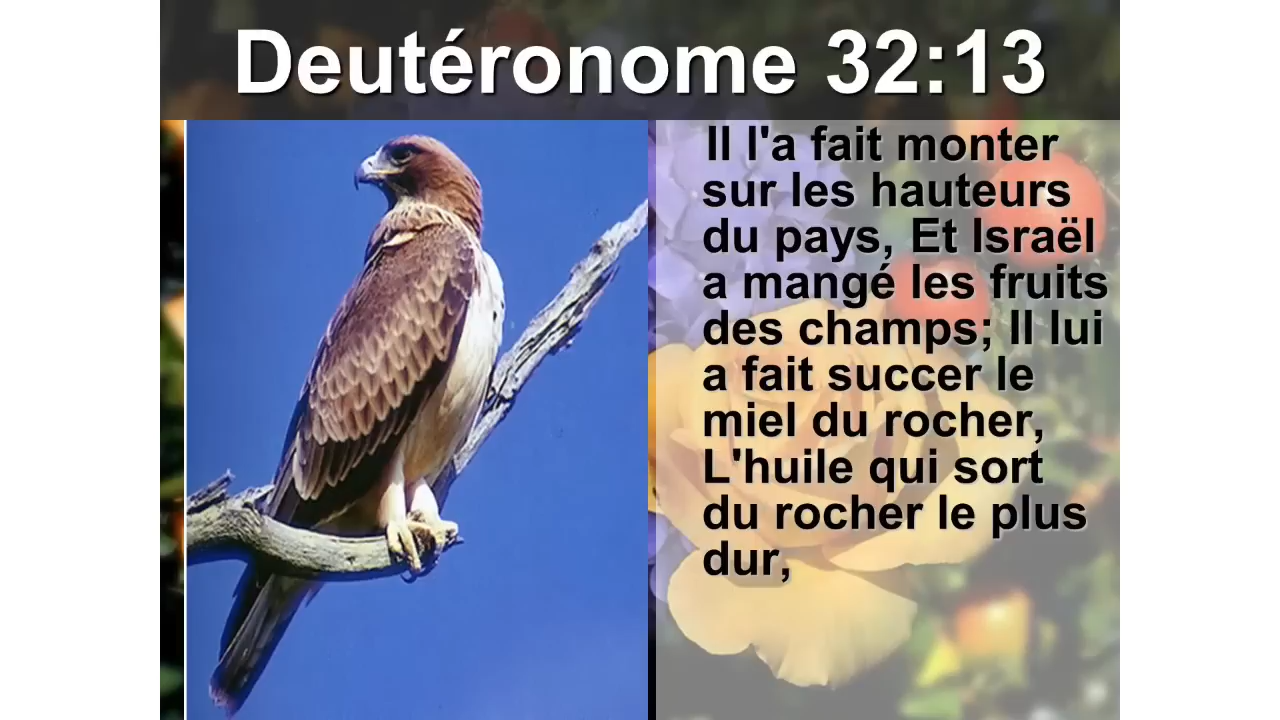 Deutéronome 32:13
Il l'a fait monter
sur les hauteurs
du pays, Et Israël
a mangé les fruits
des champs; Il lui
a fait succer le
miel du rocher,
L'huile qui sort
du rocher le plus
dur,